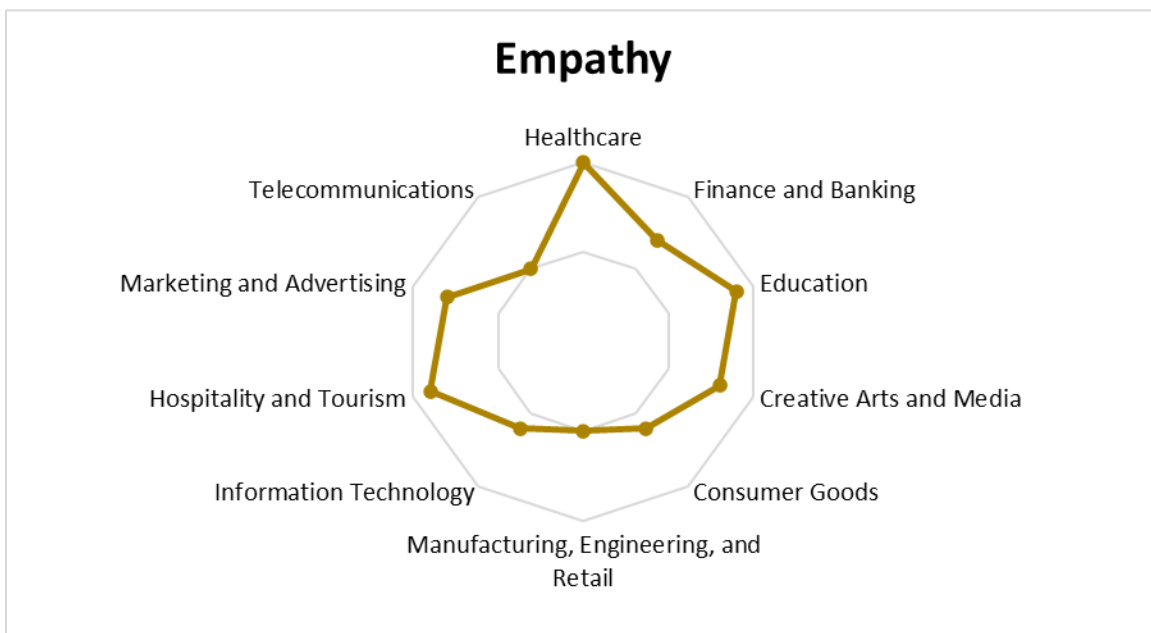 Empathy
Healthcare
Telecommunications
Finance and Banking
Marketing and Advertising
Education
Hospitality and Tourism
Creative Arts and Media
Information Technology
Consumer Goods
Manufacturing, Engineering, and
Retail